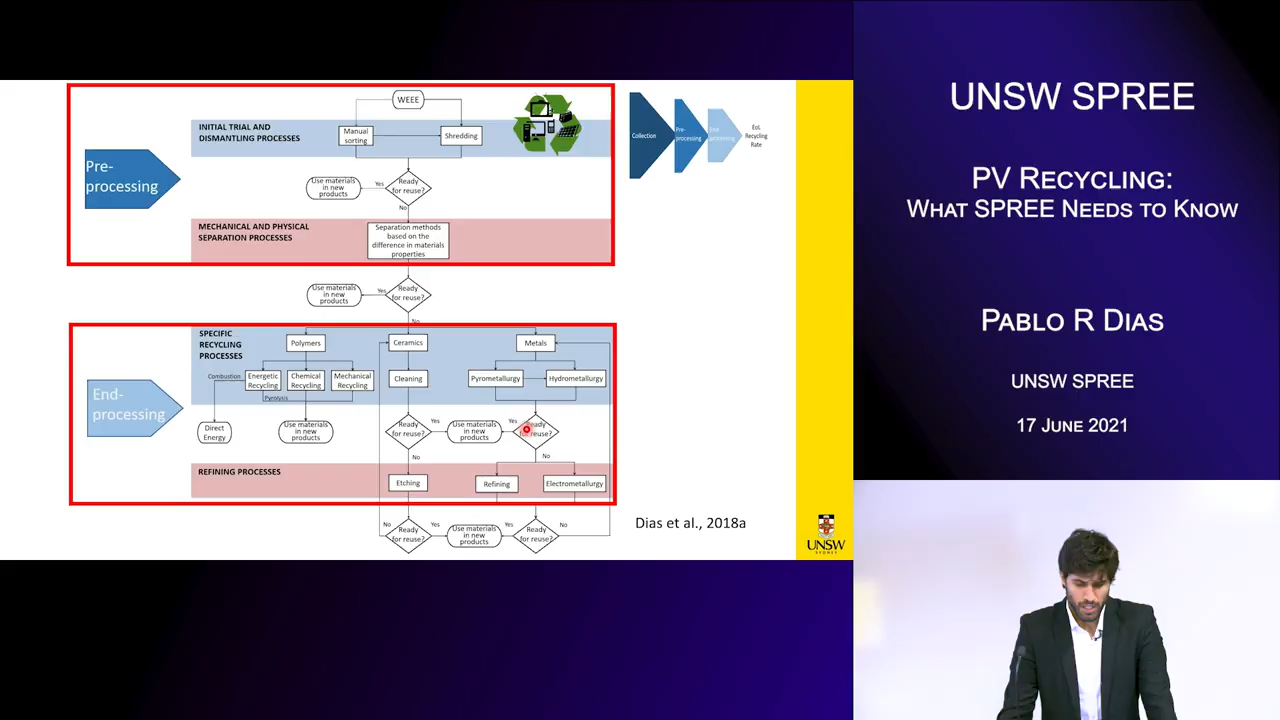 WEEE
INITIAL TRIAL AND
DISMANTLING PROCESSES
Manual
sorting
Shredding
Pre-
processing
Use materials
in new
products
Yes
Ready
for reuse?
No
MECHANICAL AND PHYSICAL
SEPARATION PROCESSES
Separation methods
based on the
difference in materials
properties
Use materials
in new
products
Yes
Ready
for reuse?
No
SPECIFIC
RECYCLING
PROCESSES
Polymers
Ceramics
Metals
Combustion
Energetic
Recycling
Chemical
Recycling
Mechanical
Recycling
Cleaning
Pyrometallurgy
Hydrometallurgy
Pyrolysis
End-
processing
Direct
Energy
Use materials
in new
products
Ready
for reuse?
Yes
Use materials
in new
products
Yes
Ready
for reuse?
No
No
REFINING PROCESSES
Etching
Refining
Electrometallurgy
No
Ready
for reuse?
Yes
Use materials
in new
products
Yes
Ready
for reuse?
No
Collection
Pre-
processing
End-
processing
EoL
Recycling
Rate
Dias et al., 2018a
UNSW
SYDNEY
UNSW SPREE
PV Recycling:
What SPREE Needs to Know
Pablo R Dias
UNSW SPREE
17 June 2021